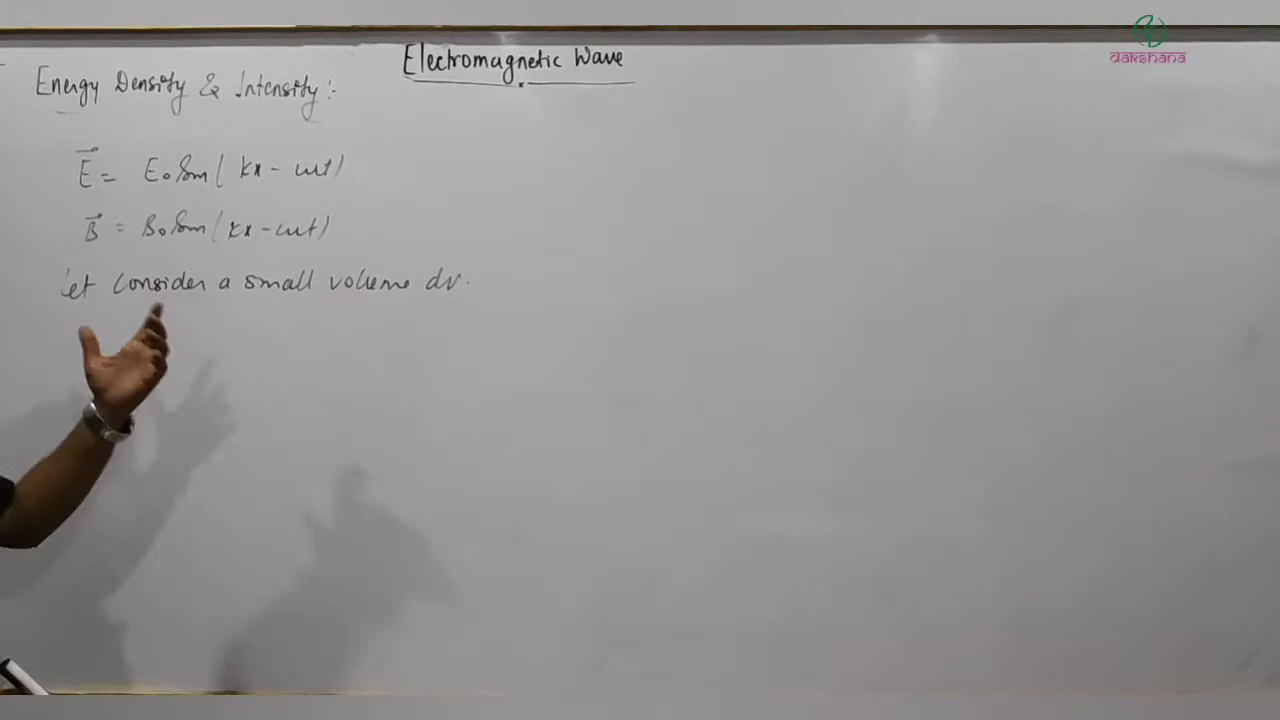 Electromagnetic Wave
dakshana
Energy Density & Intensity:-
E⃗ = E₀ Sin( kx - ωt)
B⃗ = B₀ Sin( kx - ωt)
Let consider a small volume dv.